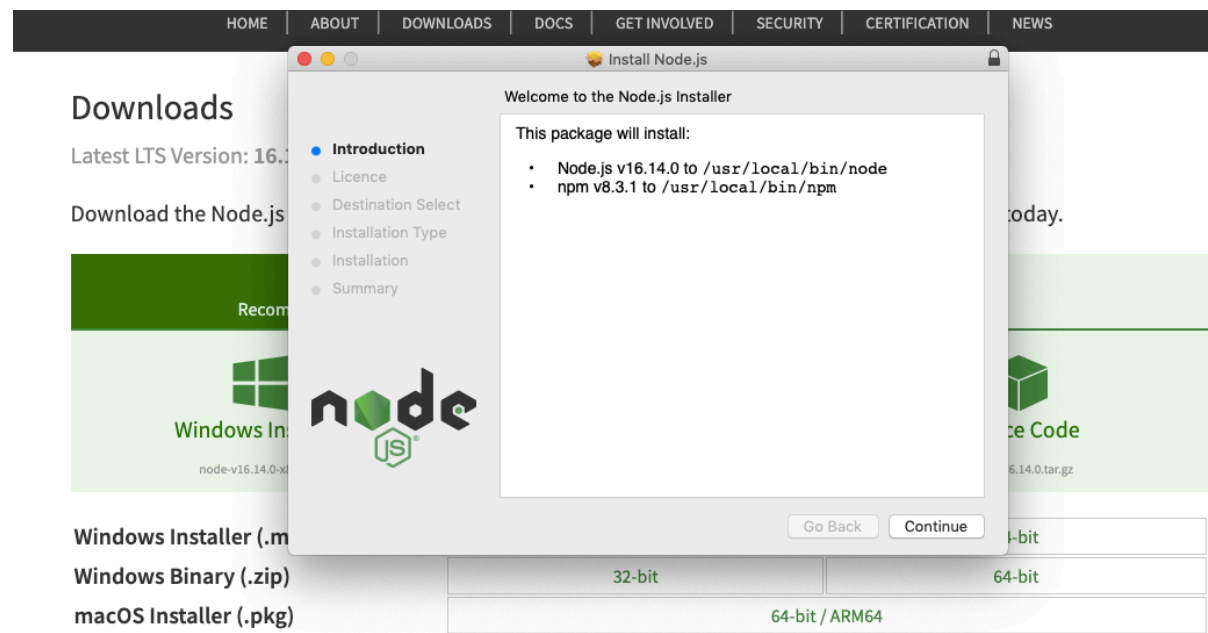 HOME ABOUT DOWNLOADS DOCS GET INVOLVED SECURITY CERTIFICATION NEWS
Install Node.js
Downloads
Latest LTS Version: 16.
Download the Node.js
today.
Recom
Windows In
node-v16.14.0-x
ce Code
6.14.0.tar.gz
Welcome to the Node.js Installer
Introduction
Licence
Destination Select
Installation Type
Installation
Summary
node
JS®
This package will install:
• Node.js v16.14.0 to /usr/local/bin/node
• npm v8.3.1 to /usr/local/bin/npm
Go Back Continue
Windows Installer (.m
-bit
Windows Binary (.zip) 32-bit 64-bit
macOS Installer (.pkg) 64-bit / ARM64